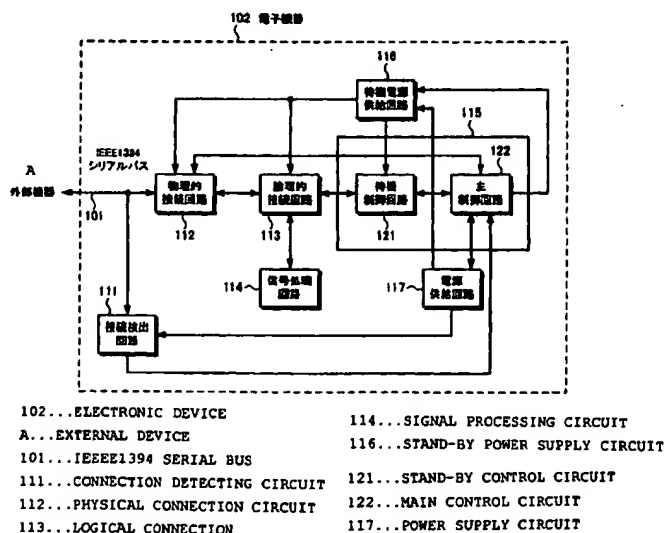 102 電子機器
116
待機電源
供給回路
115
A
外部機器
IEEE1394
シリアルバス
122
101
物理的
接続回路
論理的
接続回路
待機
制御回路
主
制御回路
112
113
121
111
114
信号処理
回路
117
電源
供給回路
接続検出
回路
102...ELECTRONIC DEVICE
A...EXTERNAL DEVICE
101...IEEEE1394 SERIAL BUS
111...CONNECTION DETECTING CIRCUIT
112...PHYSICAL CONNECTION CIRCUIT
113...LOGICAL CONNECTION
114...SIGNAL PROCESSING CIRCUIT
116...STAND-BY POWER SUPPLY CIRCUIT
121...STAND-BY CONTROL CIRCUIT
122...MAIN CONTROL CIRCUIT
117...POWER SUPPLY CIRCUIT